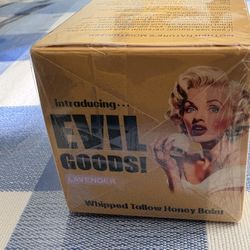 introducing...
EVIL
GOODS!
LAVENDER
Whipped Tallow Honey Balm